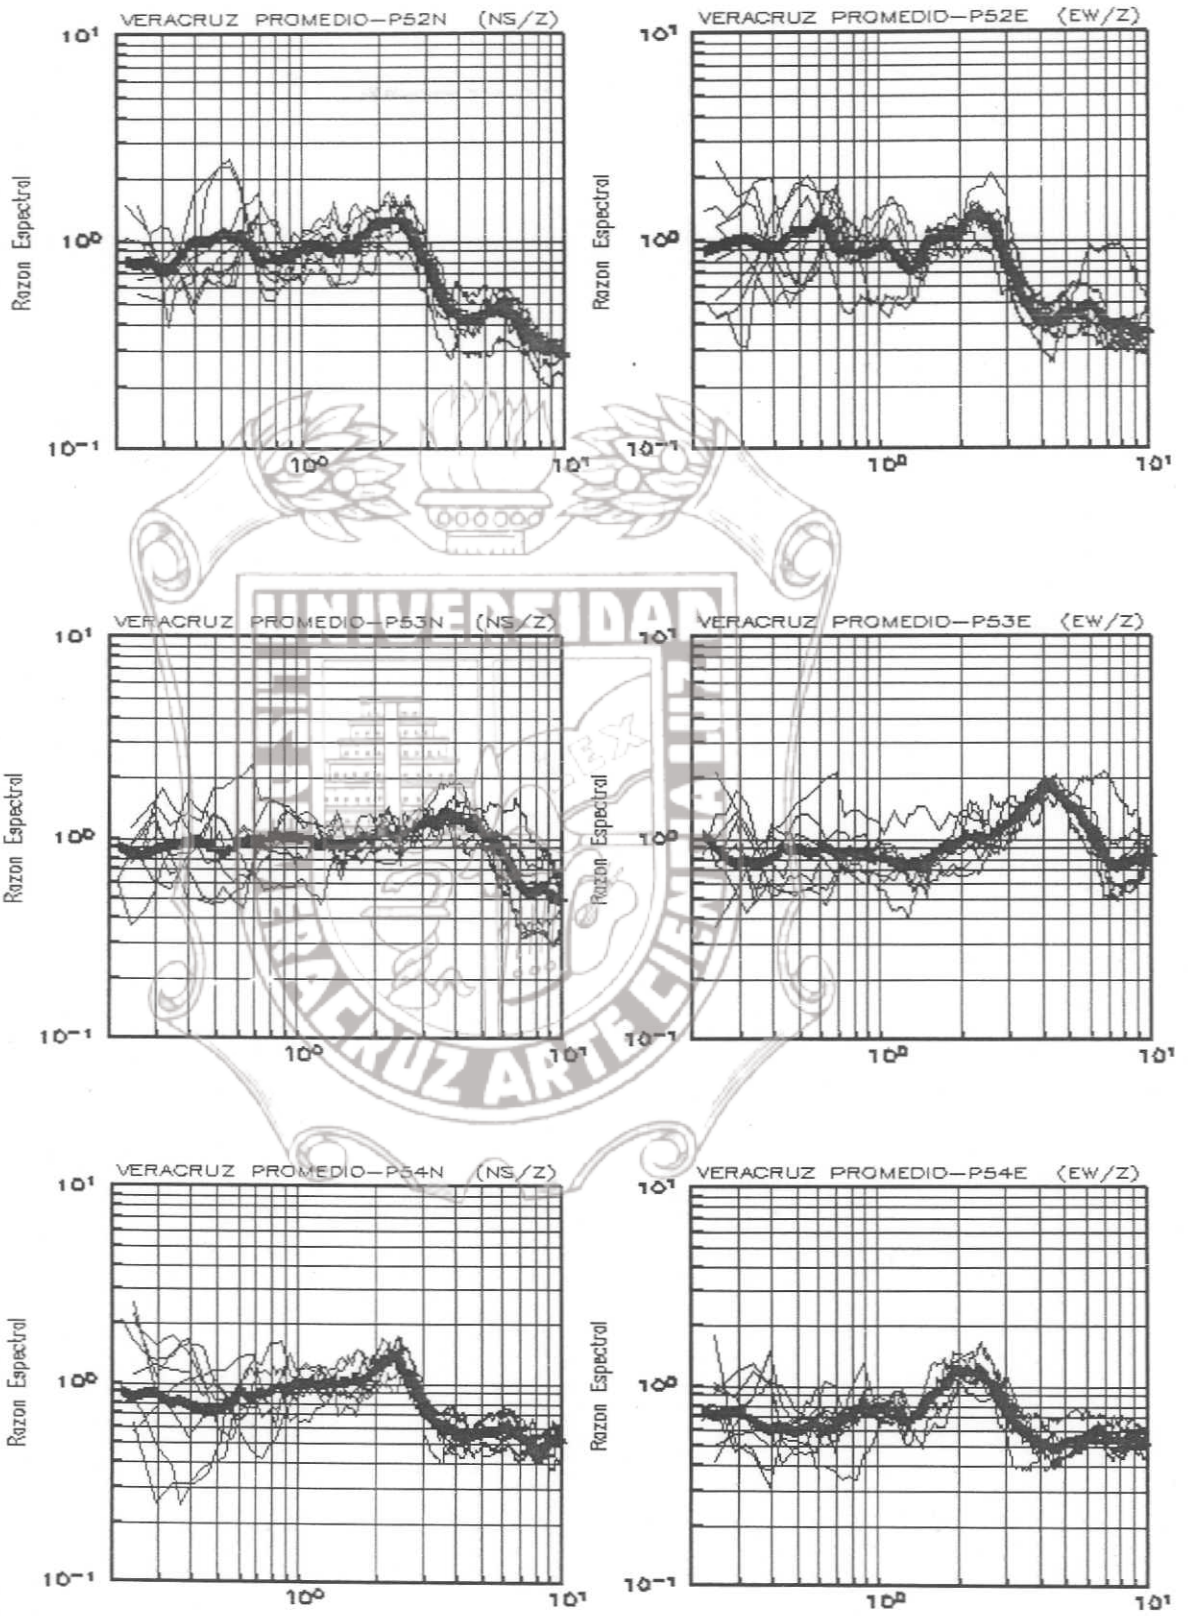 VERACRUZ PROMEDIO-P52N (NS/Z)
VERACRUZ PROMEDIO-P52E (EW/Z)
10¹
10¹
Razon Espectral
Razon Espectral
10⁰
10⁰
10⁻¹
10⁻¹
10⁰
10¹
10⁰
10¹
UNIVERSIDAD
VERACRUZ PROMEDIO-P53N (NS/Z)
VERACRUZ PROMEDIO-P53E (EW/Z)
10¹
10¹
Razon Espectral
Razon Espectral
10⁰
10⁰
10⁻¹
10⁻¹
10⁰
10¹
10⁰
10¹
VERACRUZ ARTE CIENCIA LUZ
VERACRUZ PROMEDIO-P54N (NS/Z)
VERACRUZ PROMEDIO-P54E (EW/Z)
10¹
10¹
Razon Espectral
Razon Espectral
10⁰
10⁰
10⁻¹
10⁻¹
10⁰
10¹
10⁰
10¹